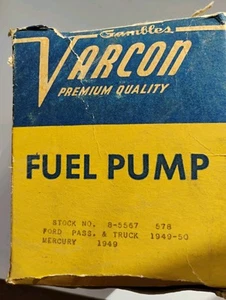 Gambles
VARCON
PREMIUM QUALITY
FUEL PUMP
STOCK NO. 8-5567 578
FORD PASS. & TRUCK 1949-50
MERCURY 1949